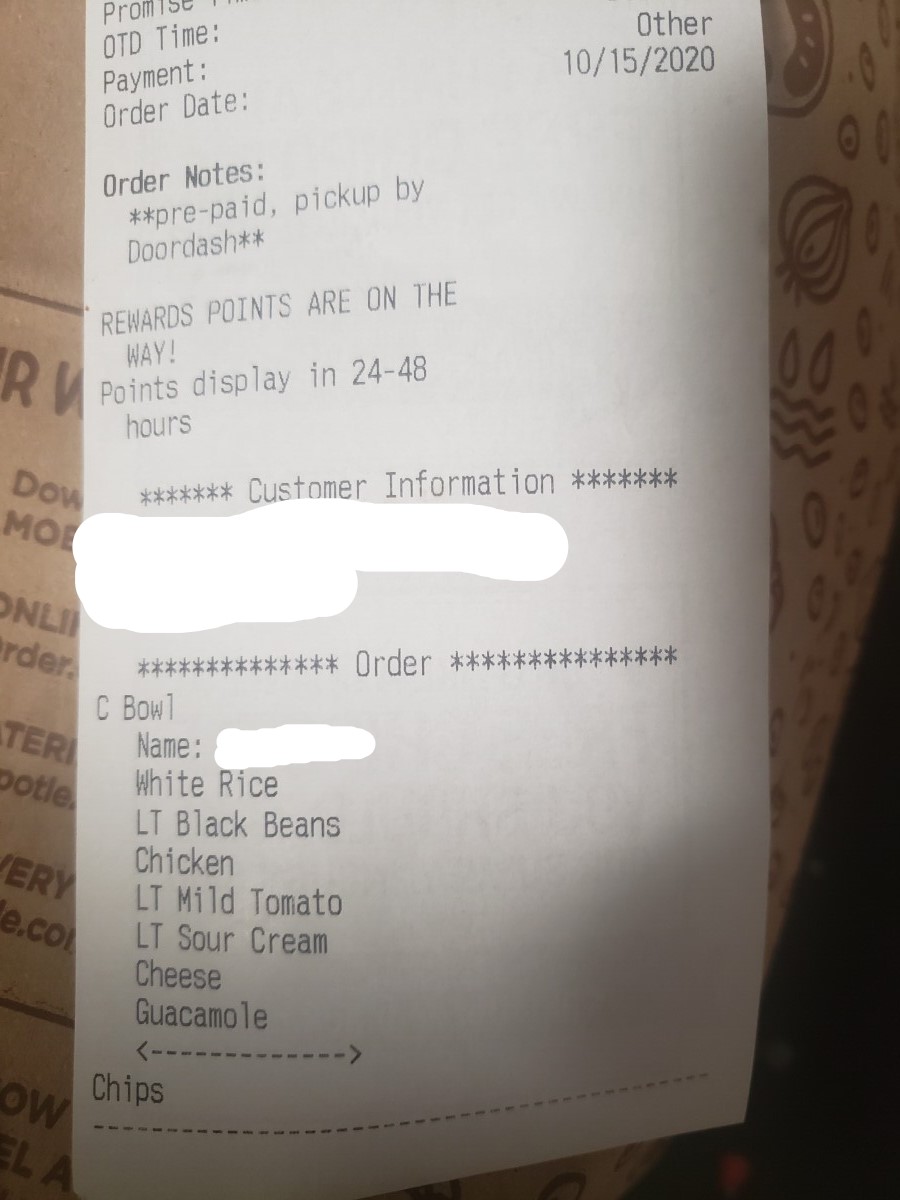 Promise
OTD Time:
Payment: Other
Order Date: 10/15/2020
Order Notes:
**pre-paid, pickup by
Doordash**
REWARDS POINTS ARE ON THE
WAY!
Points display in 24-48
hours
******* Customer Information *******
************** Order ***************
C Bowl
Name:
White Rice
LT Black Beans
Chicken
LT Mild Tomato
LT Sour Cream
Cheese
Guacamole
<------------->
Chips